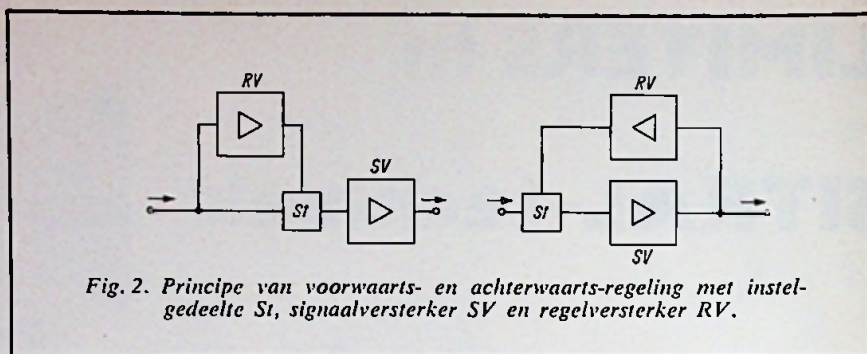 RV
SV
St
RV
St
SV
Fig. 2. Principe van voorwaarts- en achterwaarts-regeling met instel-
gedeelte St, signaalversterker SV en regelversterker RV.